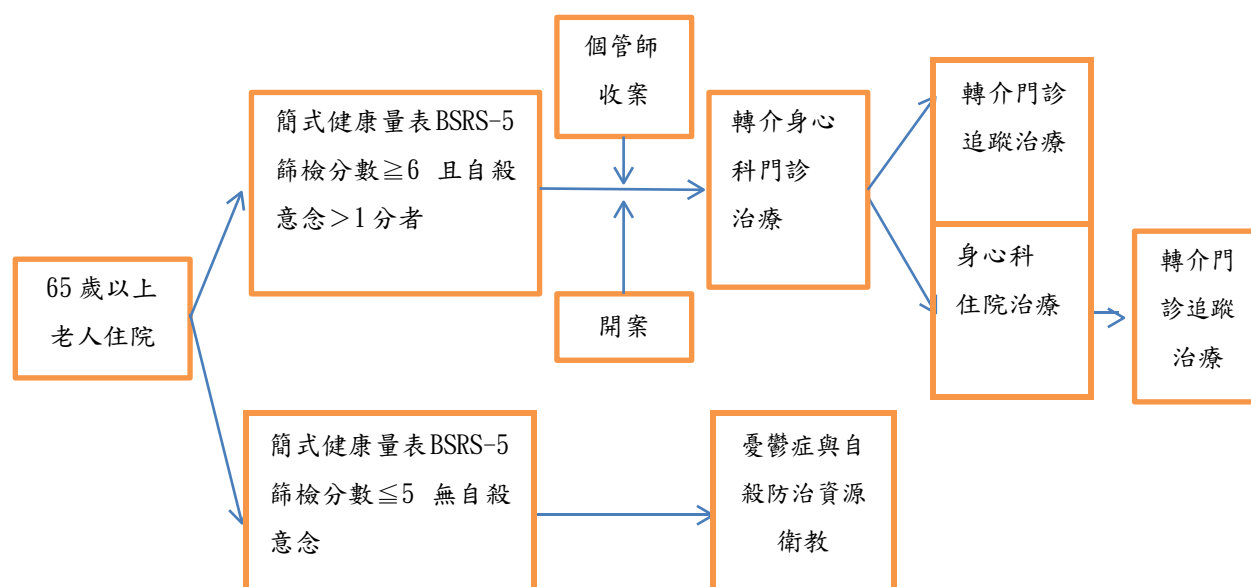 65 歲以上
老人住院
簡式健康量表BSRS-5
篩檢分數≧6 且自殺
意念＞1分者
個管師
收案
開案
轉介身心
科門診
治療
轉介門診
追蹤治療
身心科
住院治療
轉介門
診追蹤
治療
簡式健康量表BSRS-5
篩檢分數≦5 無自殺
意念
憂鬱症與自
殺防治資源
衛教